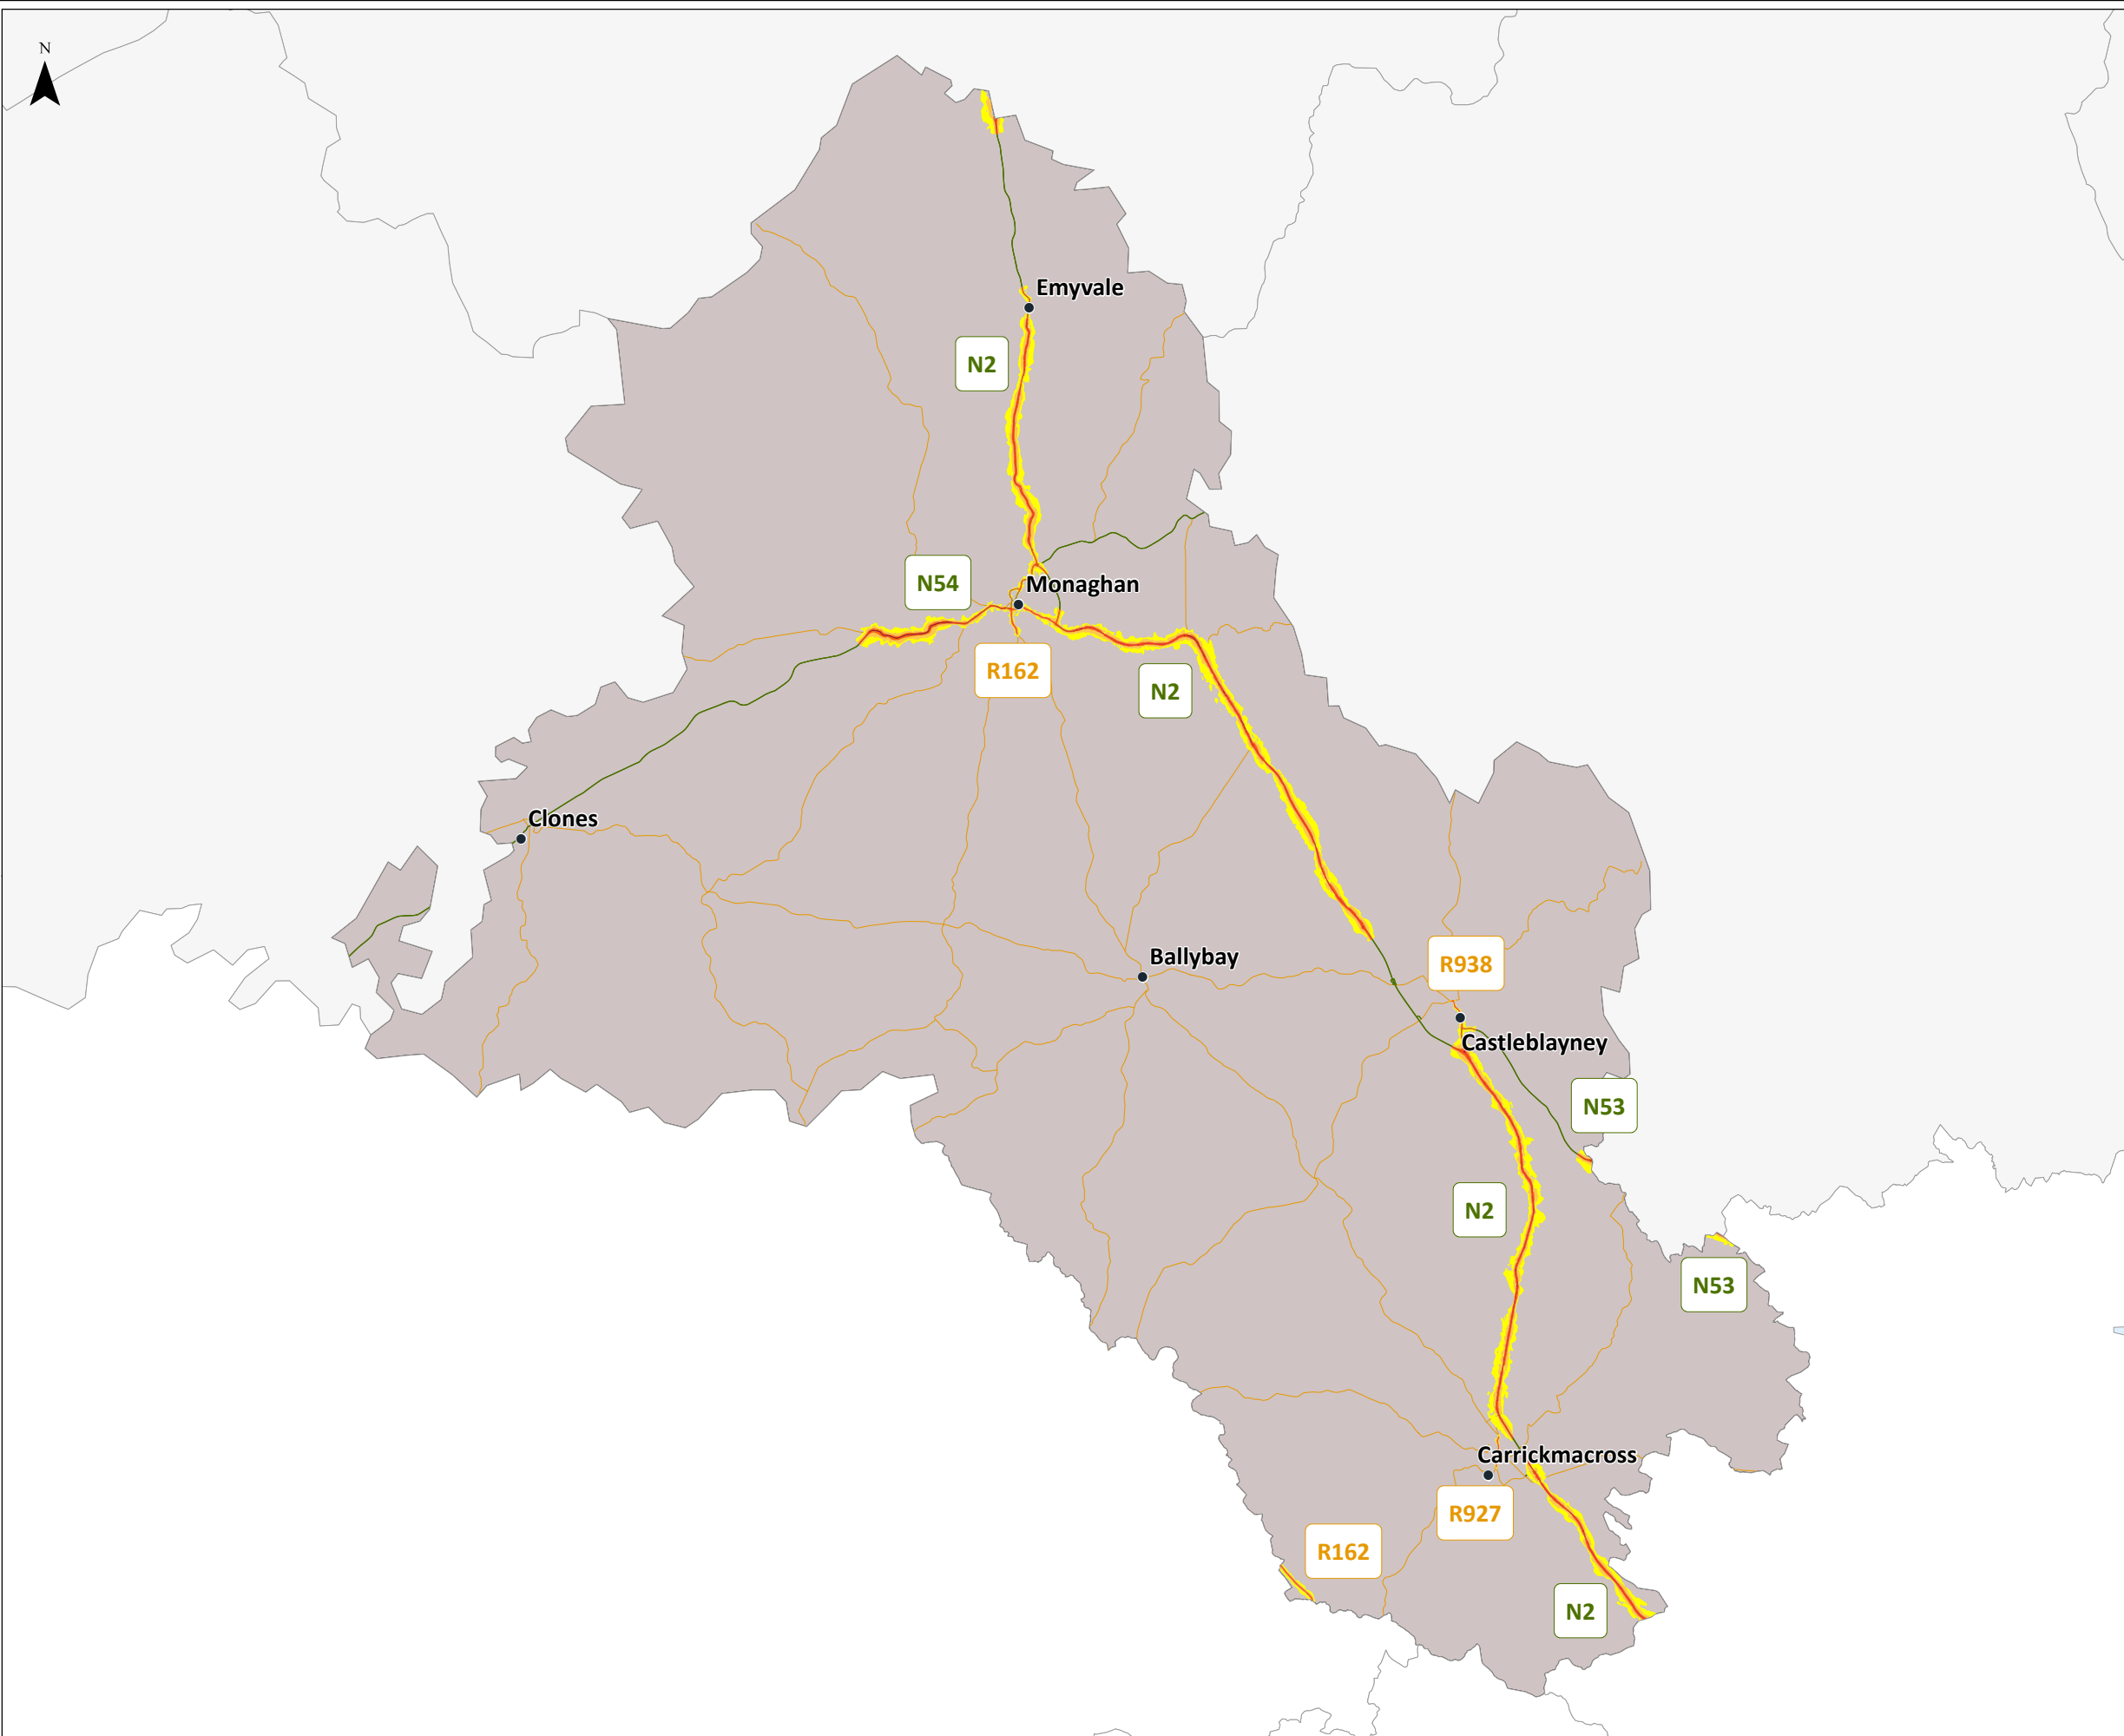 N
Emyvale
N2
N54
Monaghan
R162
N2
Clones
Ballybay
R938
Castleblayney
N53
N2
N53
Carrickmacross
R927
R162
N2